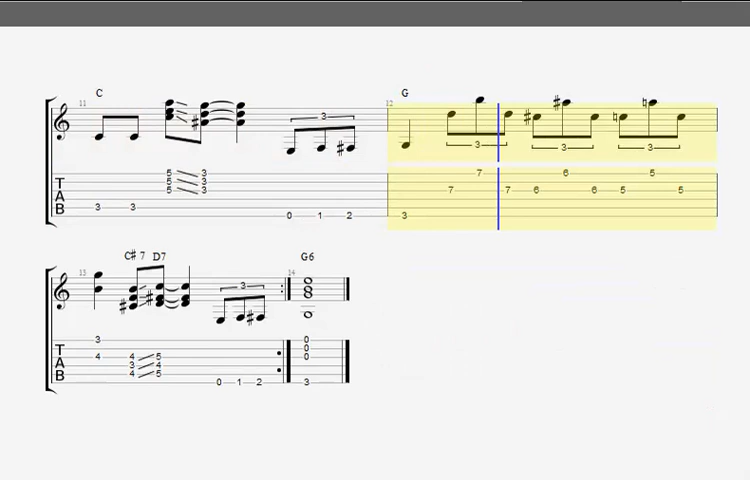 C G
11 12
3
3 3 3
5 3 7 6 5
T 5 3
A 5 3 7 7 6 6 5 5
B 3 3
0 1 2 3
C# 7 D7 G6
13 14
3
3 0
T 0
4 4 5 0
A 3 4
B 4 5
0 1 2 3